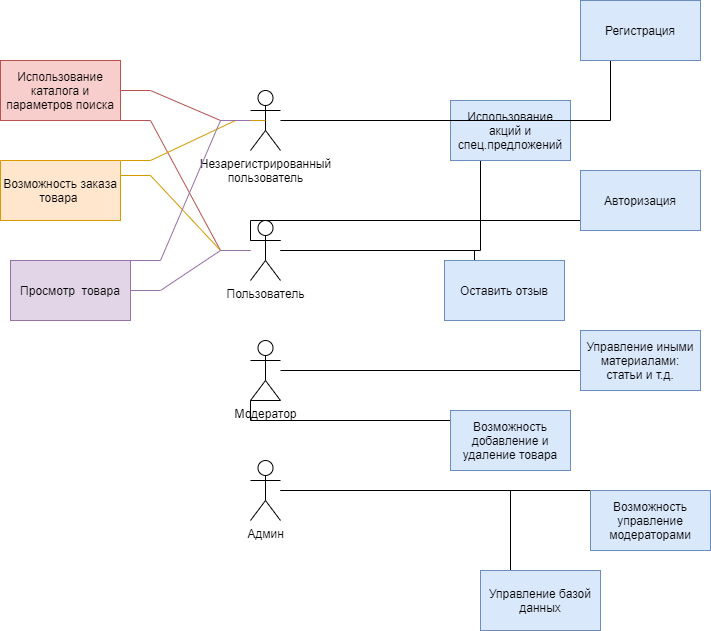 Регистрация
Использование
каталога и
параметров поиска
Использование
акций и
спец.предложений
Незарегистрированный
пользователь
Возможность заказа
товара
Авторизация
Просмотр товара
Пользователь
Оставить отзыв
Управление иными
материалами:
статьи и т.д.
Модератор
Возможность
добавление и
удаление товара
Админ
Возможность
управление
модераторами
Управление базой
данных